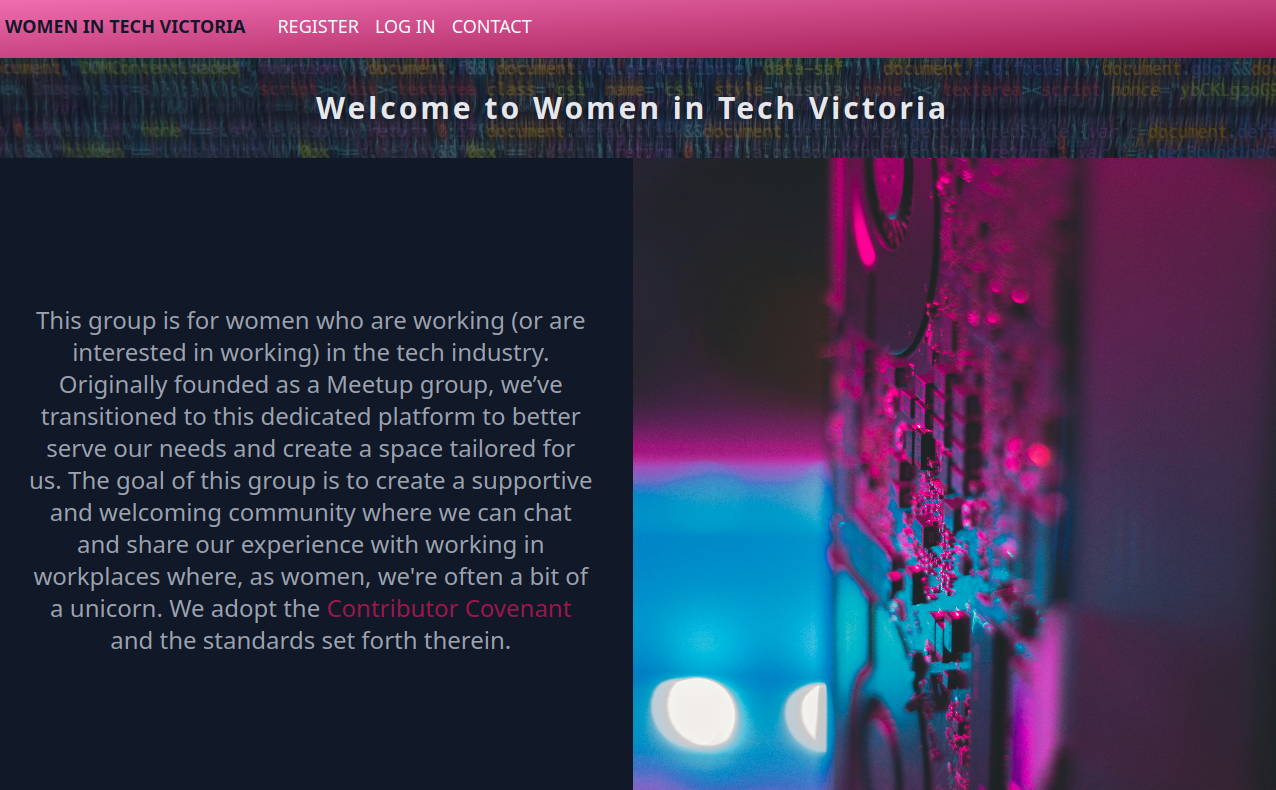 WOMEN IN TECH VICTORIA REGISTER LOG IN CONTACT
Welcome to Women in Tech Victoria
This group is for women who are working (or are
interested in working) in the tech industry.
Originally founded as a Meetup group, we’ve
transitioned to this dedicated platform to better
serve our needs and create a space tailored for
us. The goal of this group is to create a supportive
and welcoming community where we can chat
and share our experience with working in
workplaces where, as women, we're often a bit of
a unicorn. We adopt the Contributor Covenant
and the standards set forth therein.